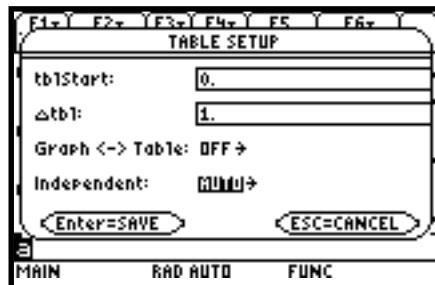 F1 F2 F3 F4 F5 F6
TABLE SETUP
tblStart: 0.
△tbl: 1.
Graph <-> Table: OFF→
Independent: AUTO→
Enter=SAVE ESC=CANCEL
MAIN RAD AUTO FUNC